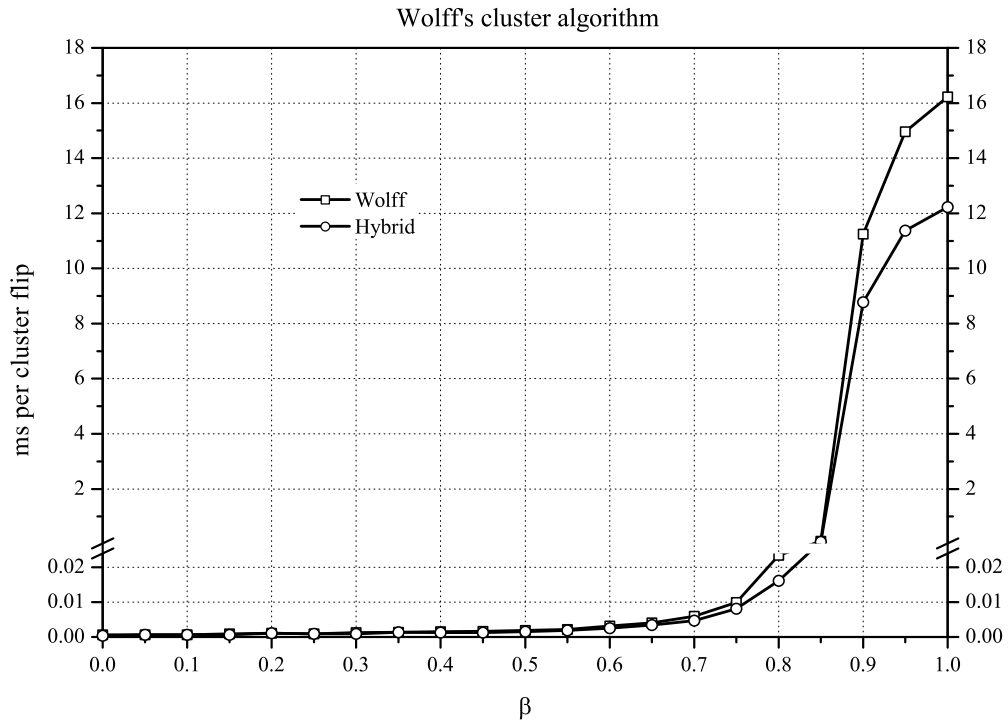 Wolff's cluster algorithm
18 18
16 16
14 14
Wolff
12 12
Hybrid
10 10
8 8
6 6
4 4
2 2
0.02 0.02
0.01 0.01
0.00 0.00
0.0 0.1 0.2 0.3 0.4 0.5 0.6 0.7 0.8 0.9 1.0
β
ms per cluster flip